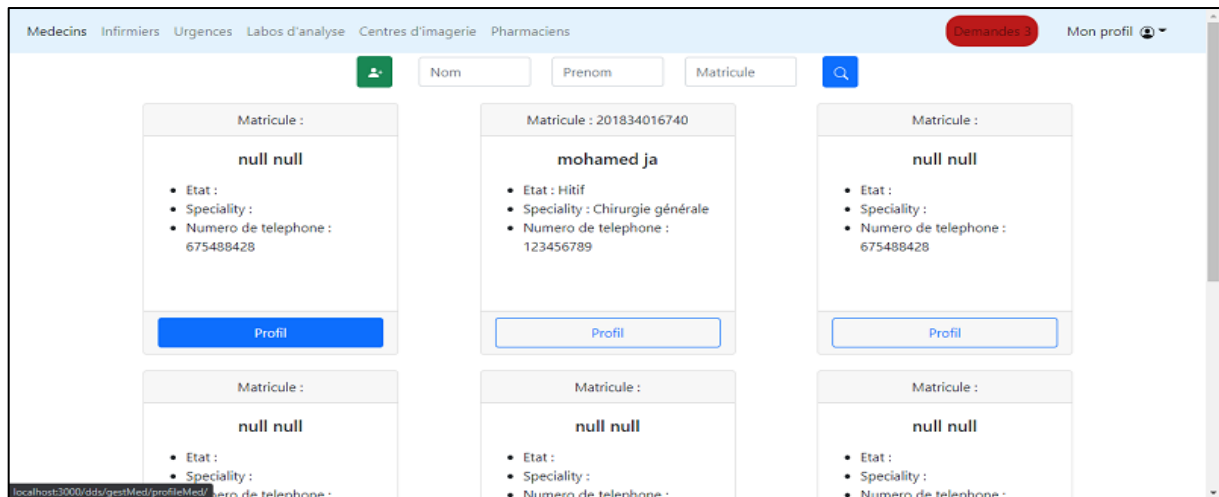 Medecins Infirmiers Urgences Labos d'analyse Centres d'imagerie Pharmaciens Demandes 3 Mon profil
Nom Prenom Matricule
Matricule :
null null
• Etat :
• Speciality :
• Numero de telephone :
675488428
Profil
Matricule : 201834016740
mohamed ja
• Etat : Hitif
• Speciality : Chirurgie générale
• Numero de telephone :
123456789
Profil
Matricule :
null null
• Etat :
• Speciality :
• Numero de telephone :
675488428
Profil
Matricule :
null null
• Etat :
• Speciality :
de telephone :
Matricule :
null null
• Etat :
• Speciality :
• Numero de telephone :
Matricule :
null null
• Etat :
• Speciality :
• Numero de telephone :
localhost:3000/dds/gestMed/profileMed/